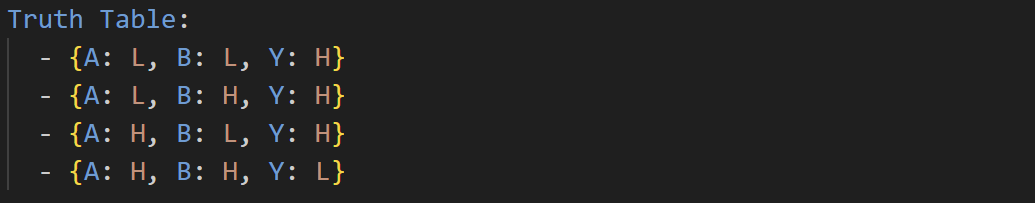 Truth Table:
- {A: L, B: L, Y: H}
- {A: L, B: H, Y: H}
- {A: H, B: L, Y: H}
- {A: H, B: H, Y: L}